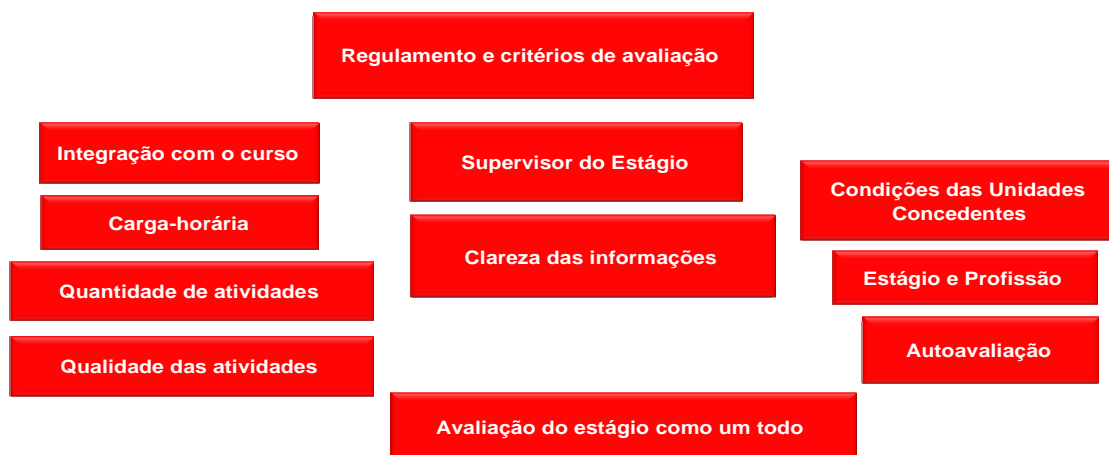 Regulamento e critérios de avaliação
Integração com o curso
Supervisor do Estágio
Condições das Unidades
Concedentes
Carga-horária
Clareza das informações
Quantidade de atividades
Estágio e Profissão
Qualidade das atividades
Autoavaliação
Avaliação do estágio como um todo